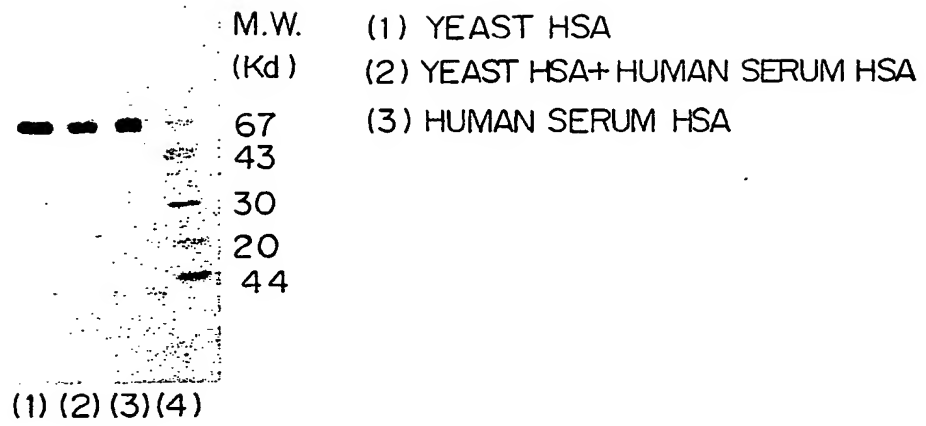 M.W.
(Kd)
67
43
30
20
44
(1) YEAST HSA
(2) YEAST HSA+HUMAN SERUM HSA
(3) HUMAN SERUM HSA
(1) (2) (3) (4)